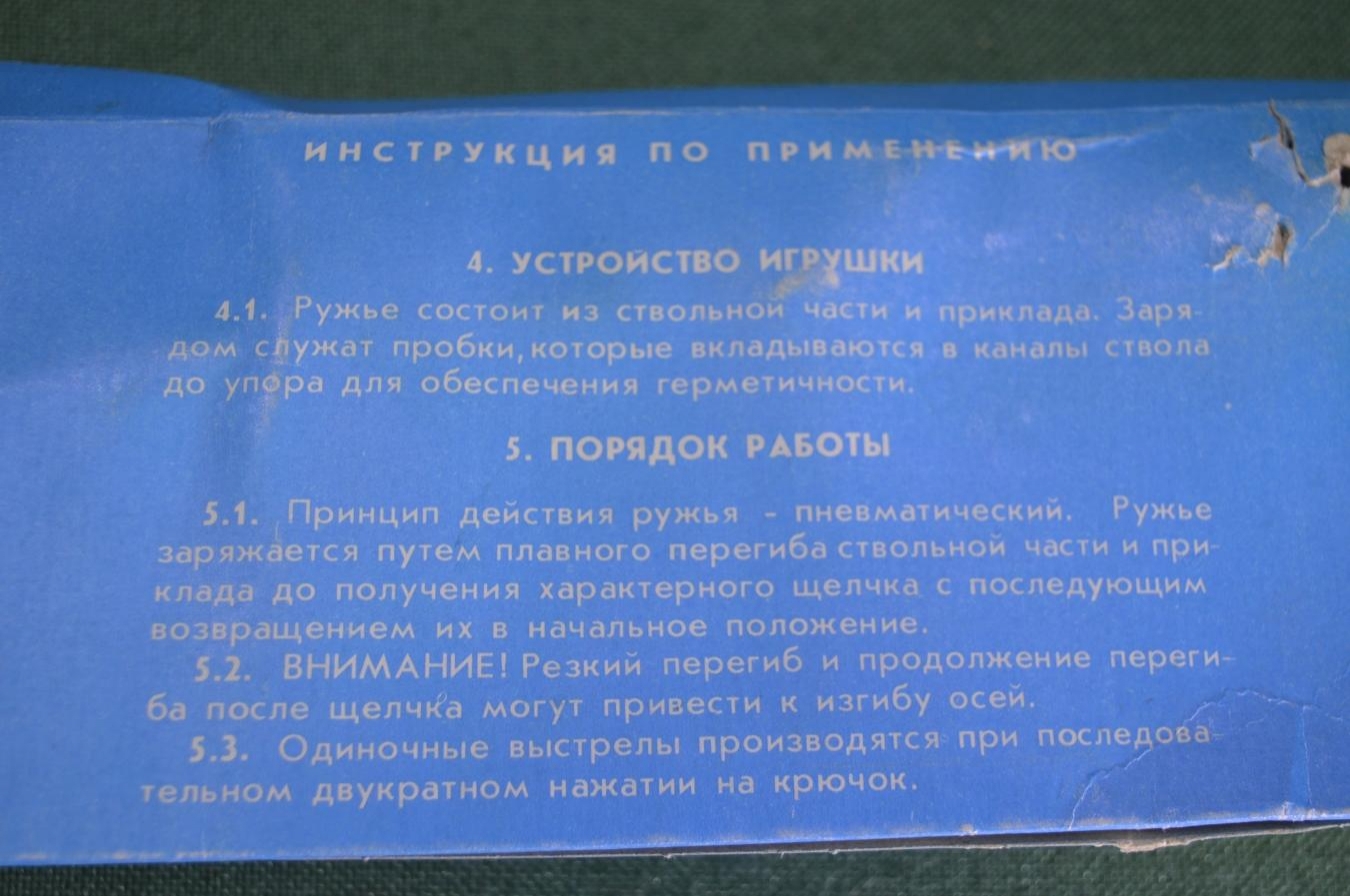 ИНСТРУКЦИЯ ПО ПРИМЕНЕНИЮ
4. УСТРОЙСТВО ИГРУШКИ
4.1. Ружье состоит из ствольной части и приклада. Заря-
дом служат пробки, которые вкладываются в каналы ствола
до упора для обеспечения герметичности.
5. ПОРЯДОК РАБОТЫ
5.1. Принцип действия ружья - пневматический. Ружье
заряжается путем плавного перегиба ствольной части и при-
клада до получения характерного щелчка с последующим
возвращением их в начальное положение.
5.2. ВНИМАНИЕ! Резкий перегиб и продолжение переги-
ба после щелчка могут привести к изгибу осей.
5.3. Одиночные выстрелы производятся при последова-
тельном двукратном нажатии на крючок.